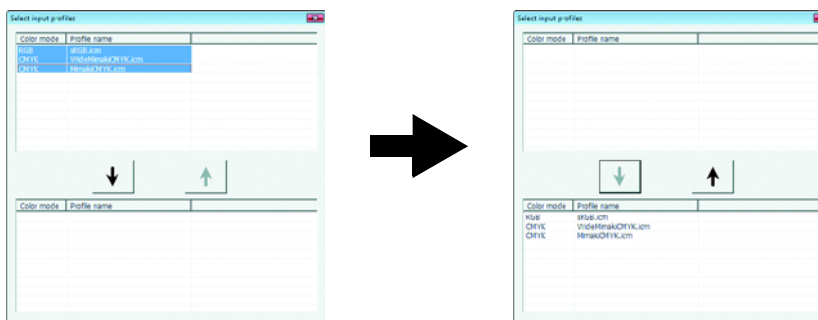 Select input profiles
Color mode Profile name
RGB sRGB.icm
CMYK WideMimakiCMYK.icm
CMYK MimakiCMYK.icm
Color mode Profile name
Select input profiles
Color mode Profile name
Color mode Profile name
RGB sRGB.icm
CMYK WideMimakiCMYK.icm
CMYK MimakiCMYK.icm